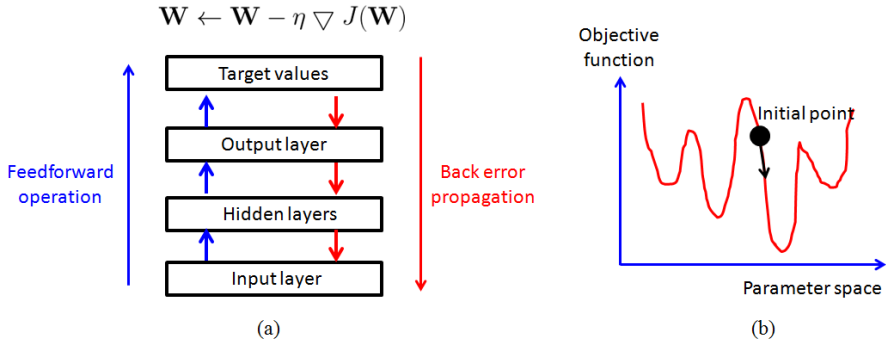 W ← W − η ▽ J(W)
Target values
Output layer
Hidden layers
Input layer
Feedforward
operation
Back error
propagation
(a)
Objective
function
Initial point
Parameter space
(b)